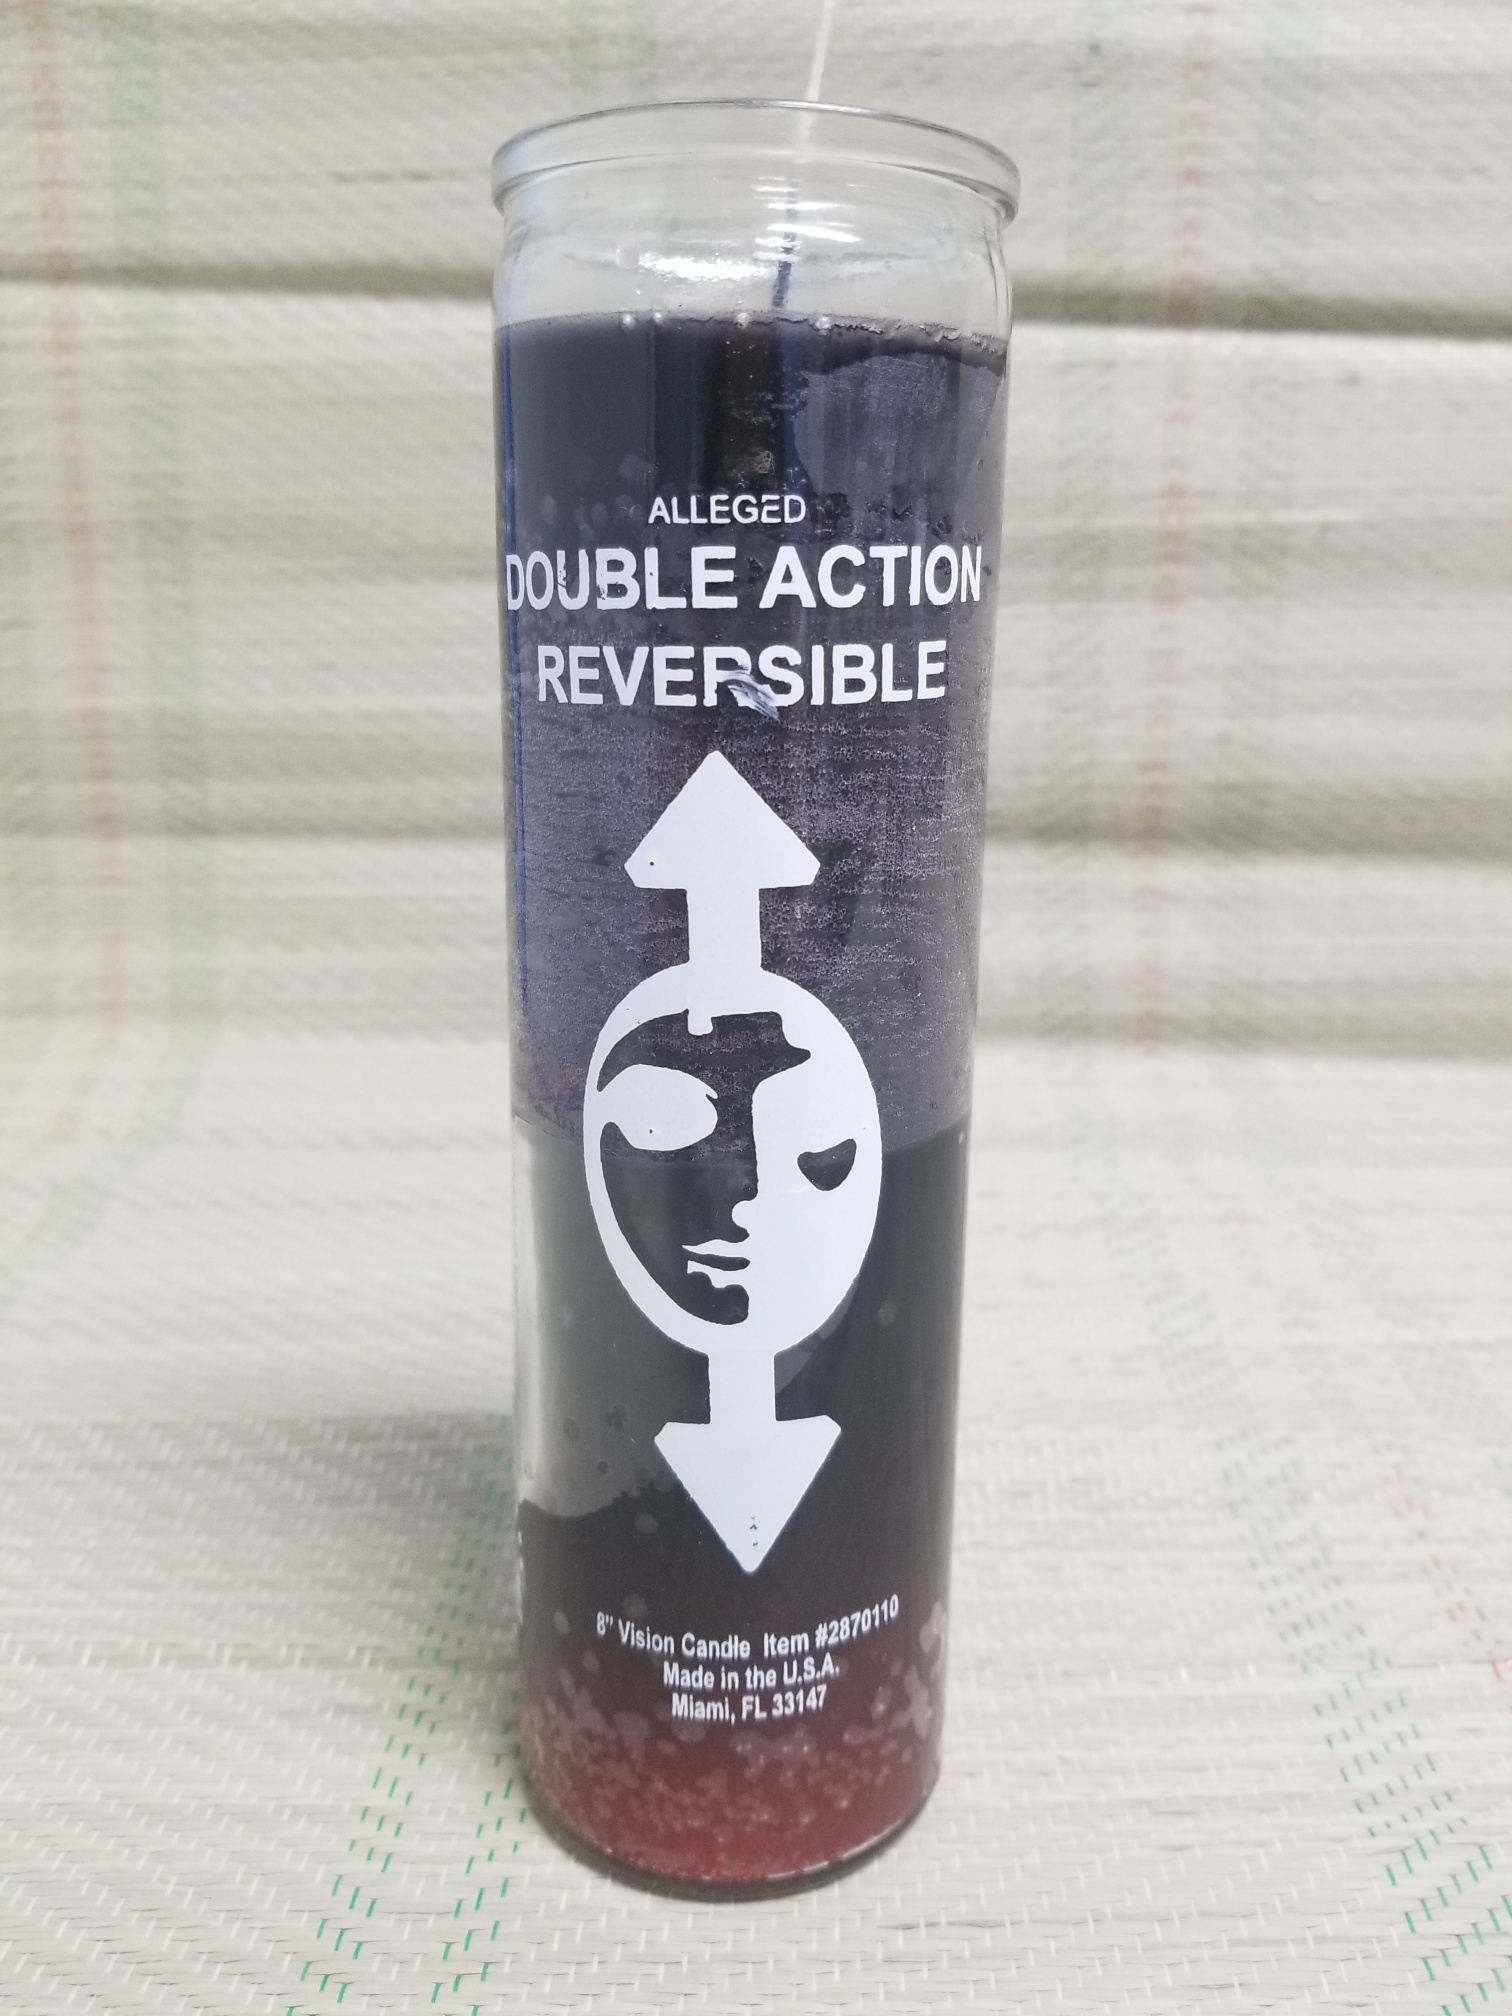 ALLEGED
DOUBLE ACTION
REVERSIBLE
8" Vision Candle Item #2870110
Made in the U.S.A.
Miami, FL 33147